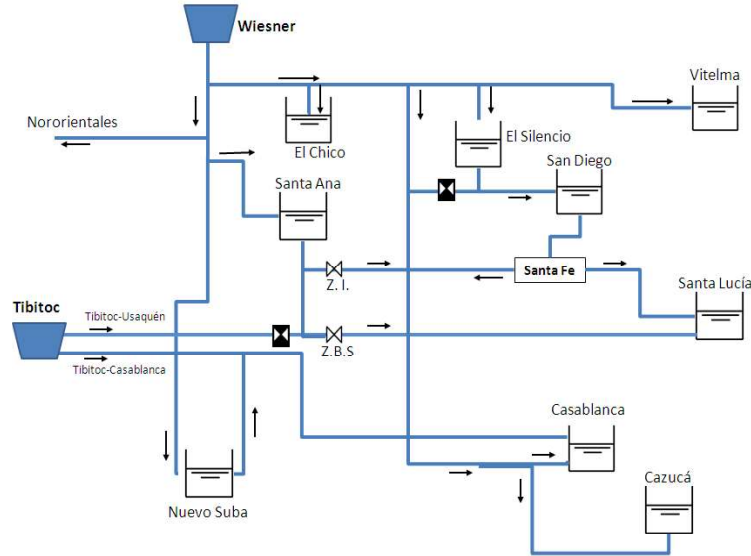 Wiesner
Vitelma
Nororientales
El Chico
El Silencio
San Diego
Santa Ana
Z. I.
Santa Fe
Santa Lucía
Tibitoc
Tibitoc-Usaquén
Z.B.S
Tibitoc-Casablanca
Casablanca
Cazucá
Nuevo Suba